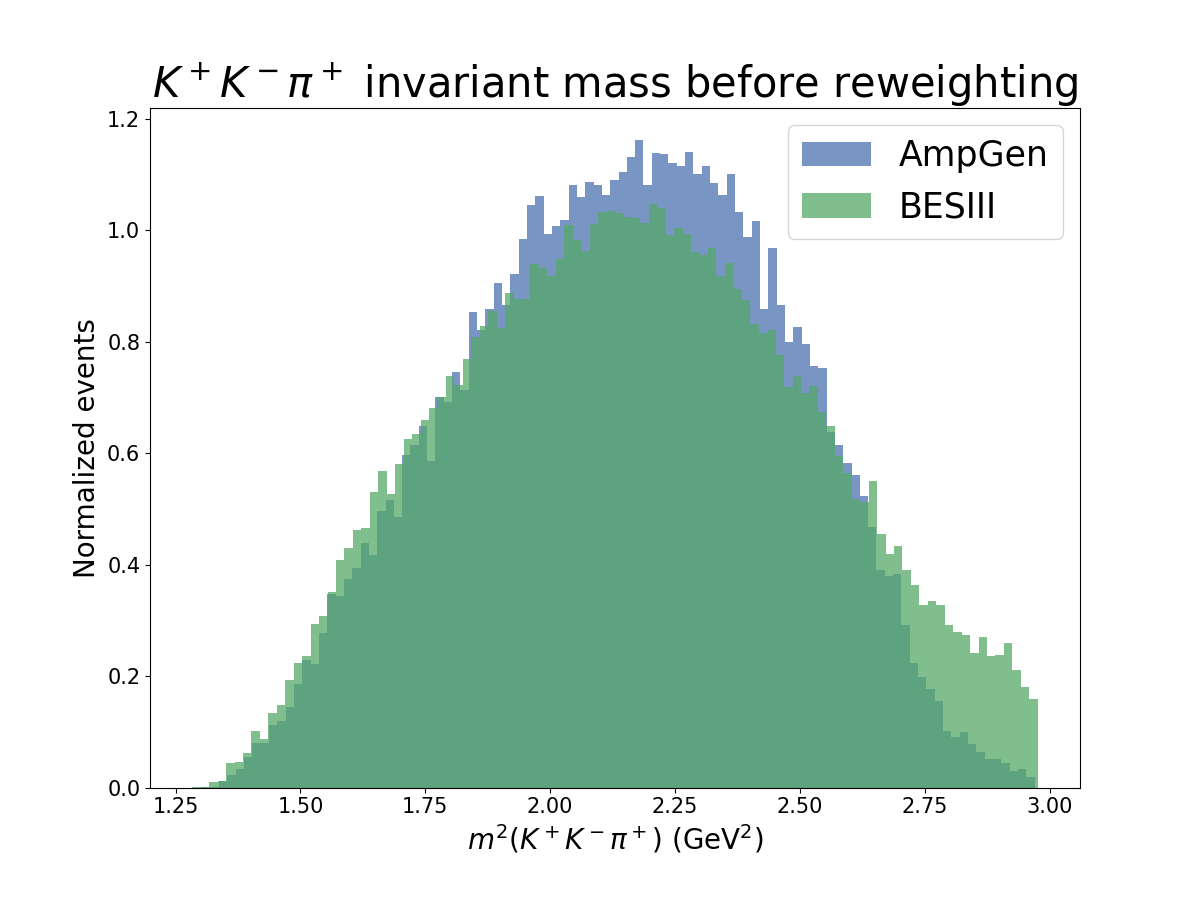 K⁺K⁻π⁺ invariant mass before reweighting
AmpGen
BESIII
Normalized events
1.2
1.0
0.8
0.6
0.4
0.2
0.0
1.25 1.50 1.75 2.00 2.25 2.50 2.75 3.00
m²(K⁺K⁻π⁺) (GeV²)